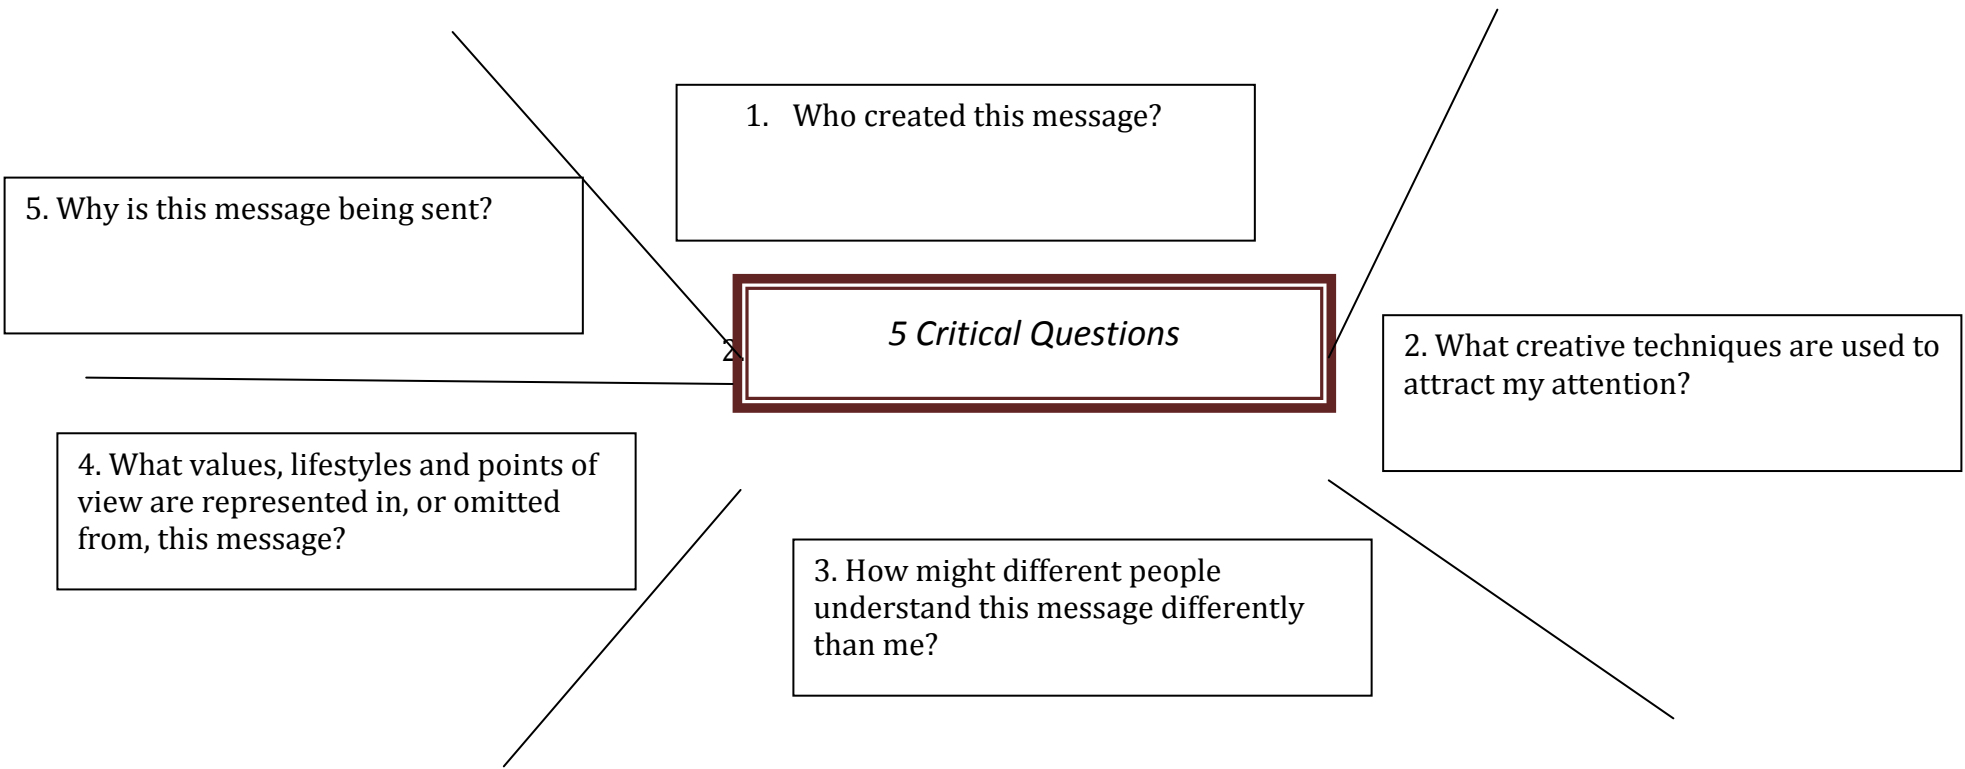 1. Who created this message?
5. Why is this message being sent?
5 Critical Questions
2.
2. What creative techniques are used to
attract my attention?
4. What values, lifestyles and points of
view are represented in, or omitted
from, this message?
3. How might different people
understand this message differently
than me?